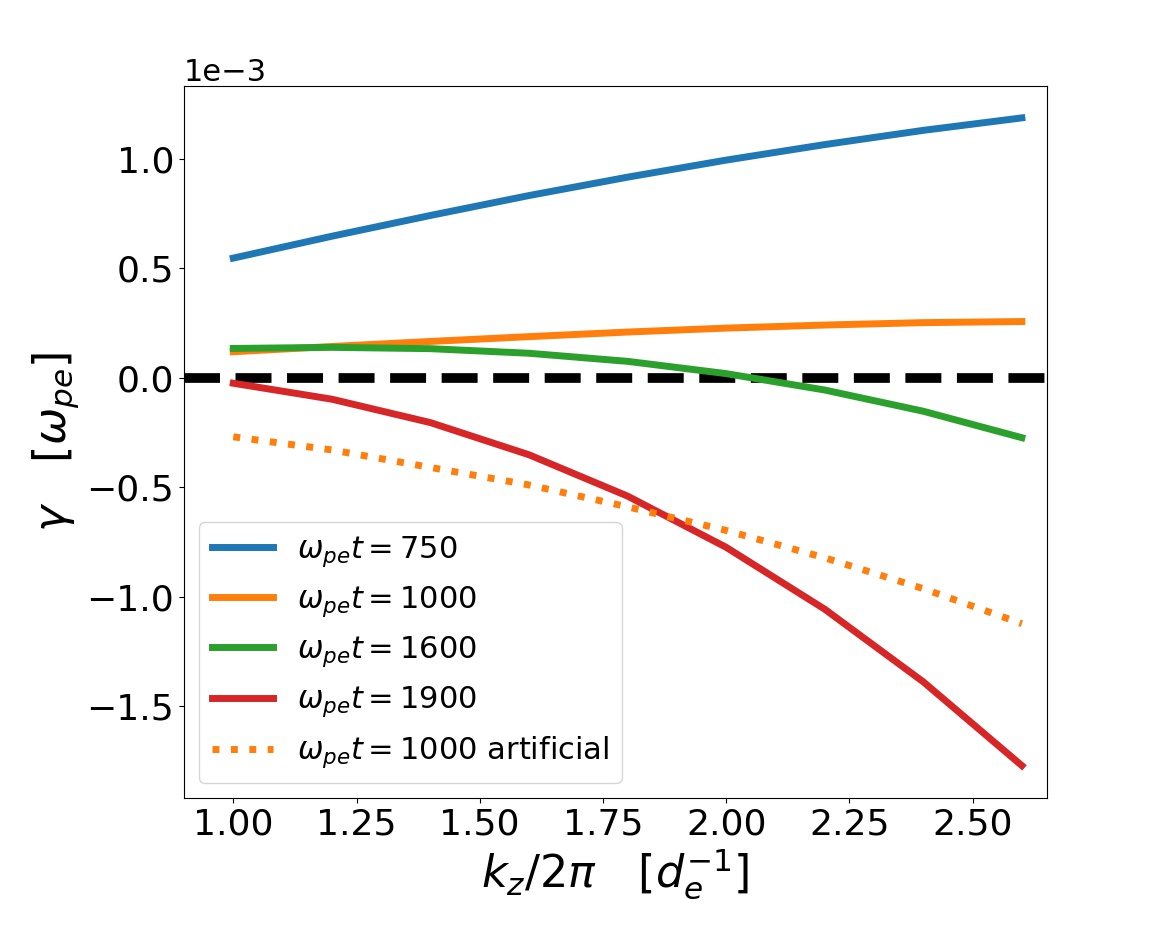 1e−3
1.0
0.5
0.0
−0.5
−1.0
−1.5
γ [ω_pe]
ω_pe t = 750
ω_pe t = 1000
ω_pe t = 1600
ω_pe t = 1900
ω_pe t = 1000 artificial
1.00 1.25 1.50 1.75 2.00 2.25 2.50
k_z/2π [d_e^−1]